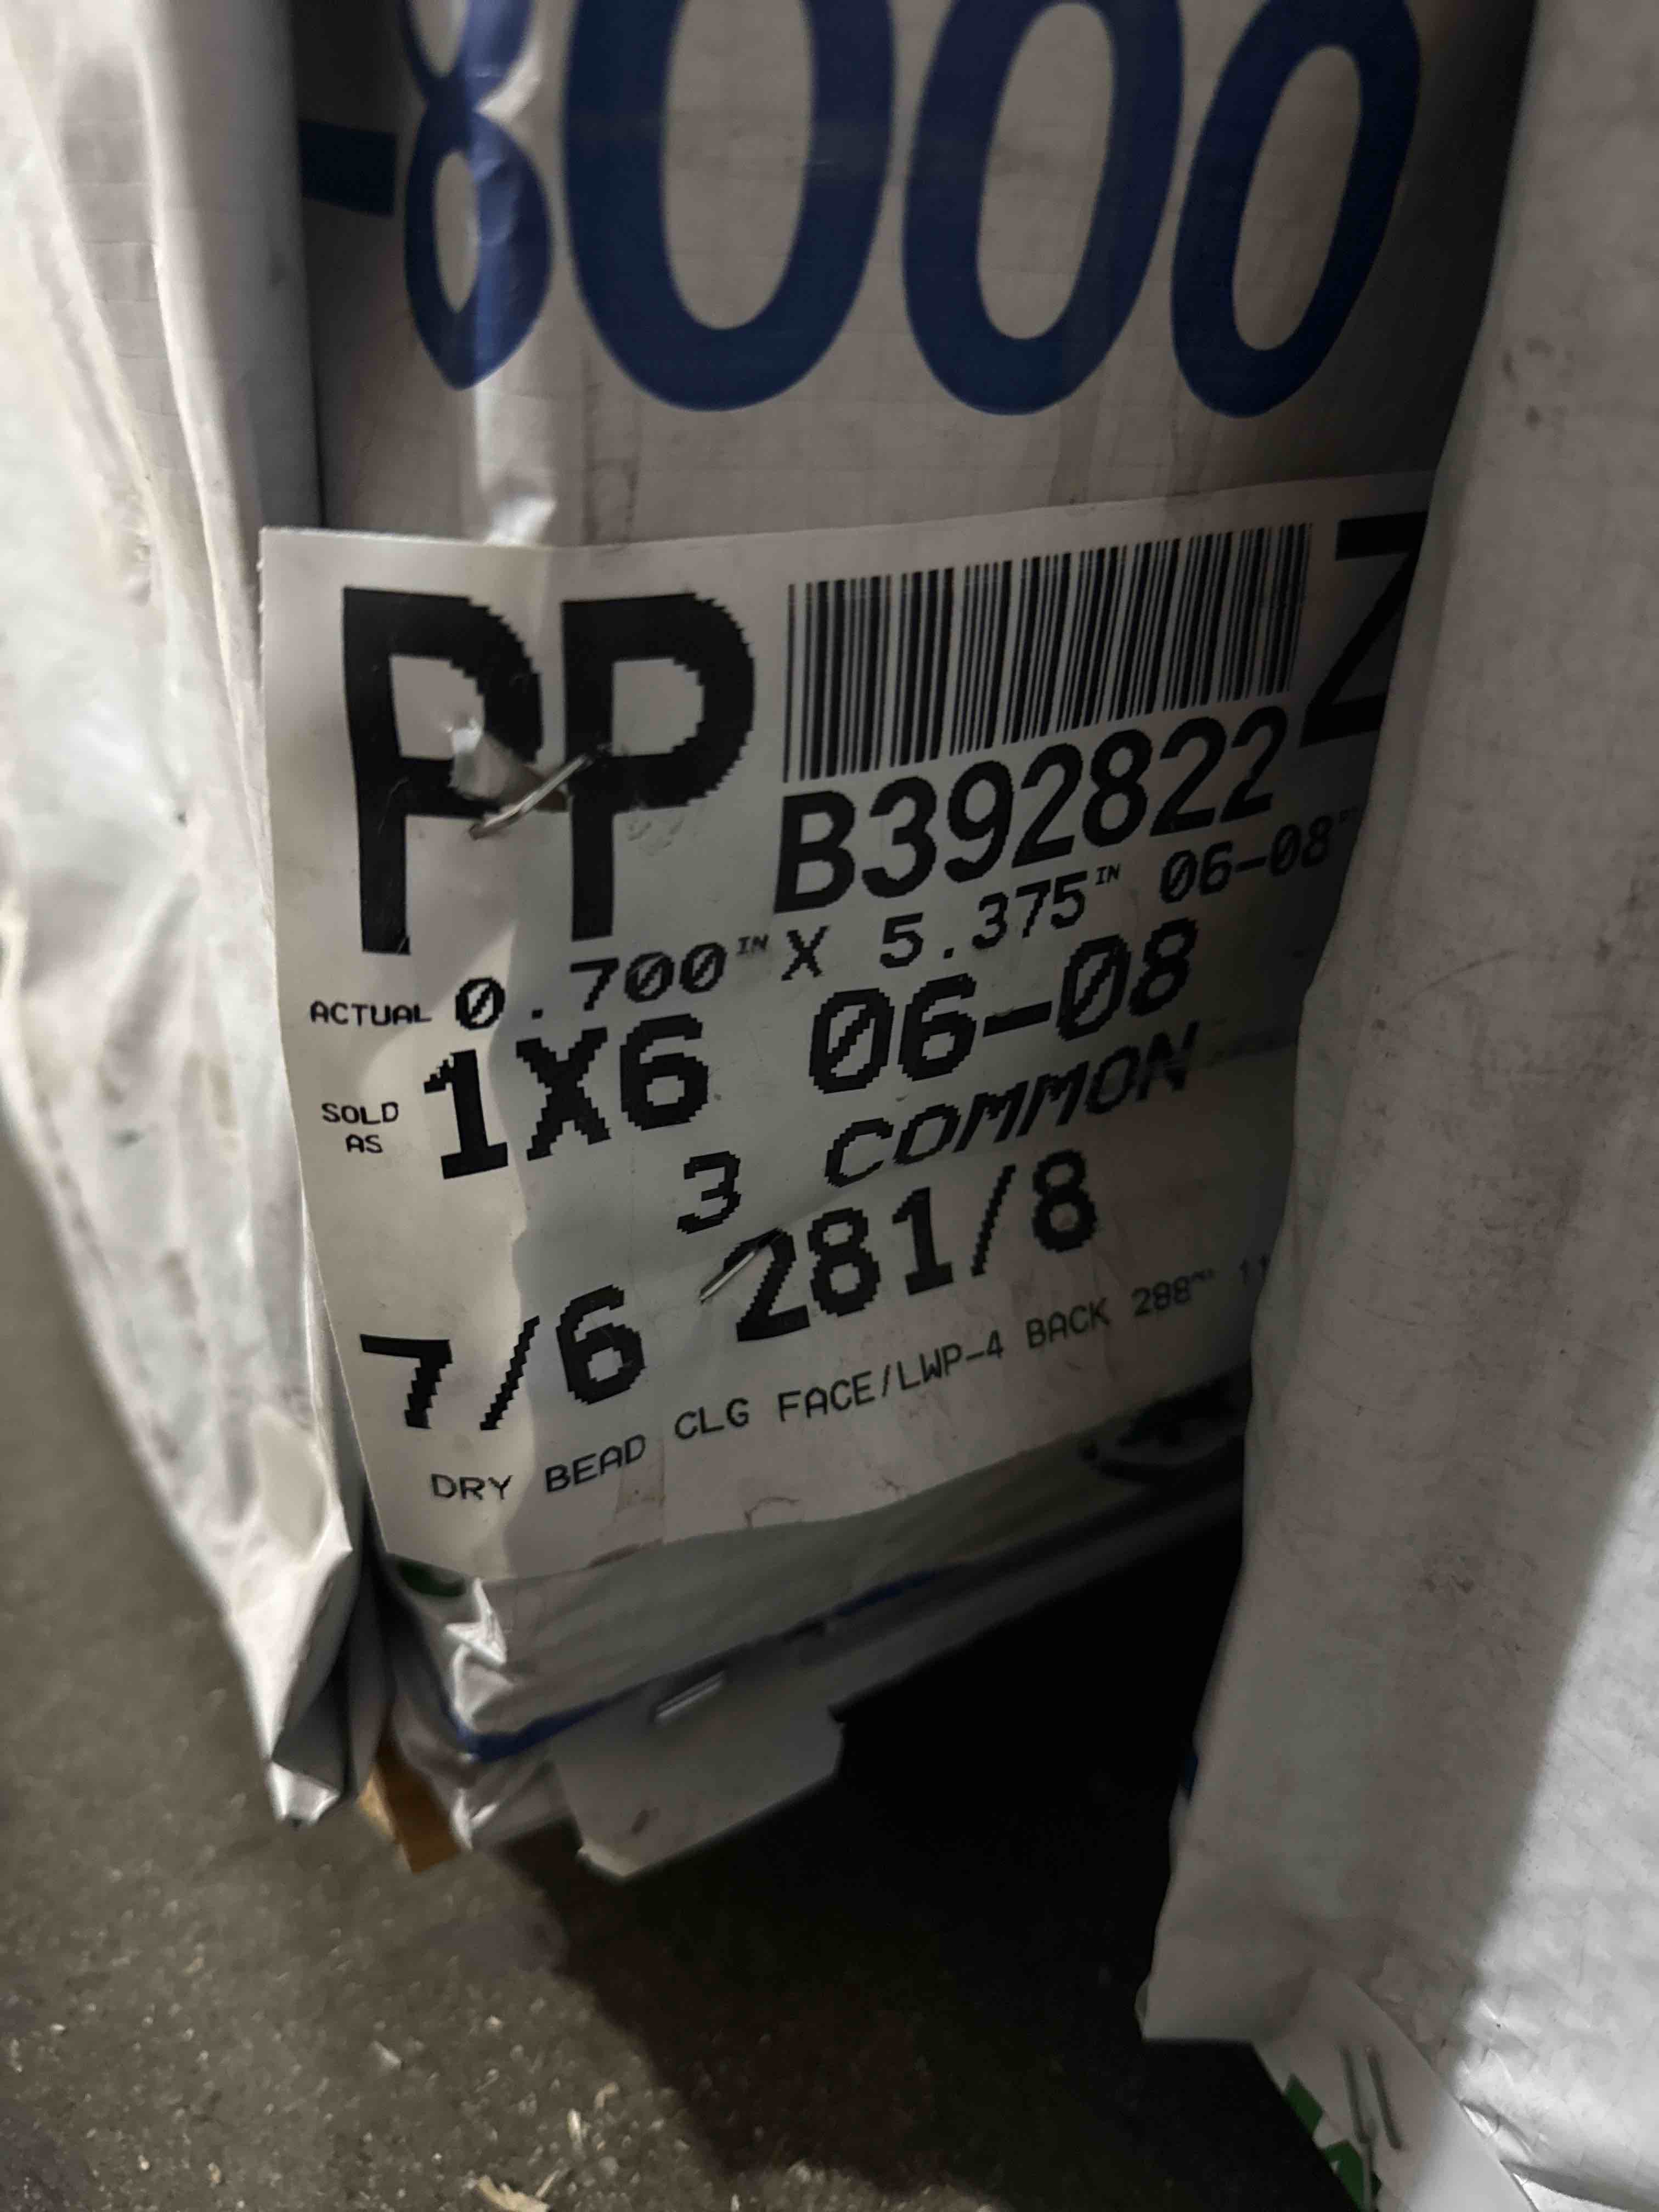 -8000
PP
Z
B392822
ACTUAL 0.700 IN X 5.375 IN 06-08
SOLD AS 1X6 06-08
3 COMMON
7/6 281/8
DRY BEAD CLG FACE/LWP-4 BACK 288